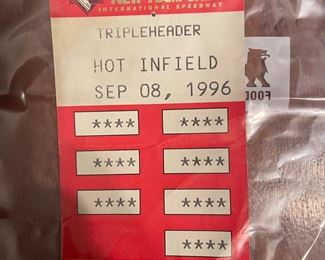 INTERNATIONAL SPEEDWAY
TRIPLEHEADER
HOT INFIELD
SEP 08, 1996
**** ****
**** ****
**** ****
****